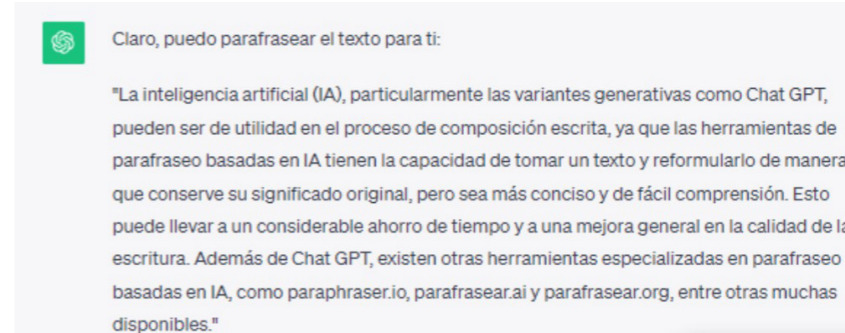 Claro, puedo parafrasear el texto para ti:
"La inteligencia artificial (IA), particularmente las variantes generativas como Chat GPT,
pueden ser de utilidad en el proceso de composición escrita, ya que las herramientas de
parafraseo basadas en IA tienen la capacidad de tomar un texto y reformularlo de manera
que conserve su significado original, pero sea más conciso y de fácil comprensión. Esto
puede llevar a un considerable ahorro de tiempo y a una mejora general en la calidad de la
escritura. Además de Chat GPT, existen otras herramientas especializadas en parafraseo
basadas en IA, como paraphraser.io, parafrasear.ai y parafrasear.org, entre otras muchas
disponibles."